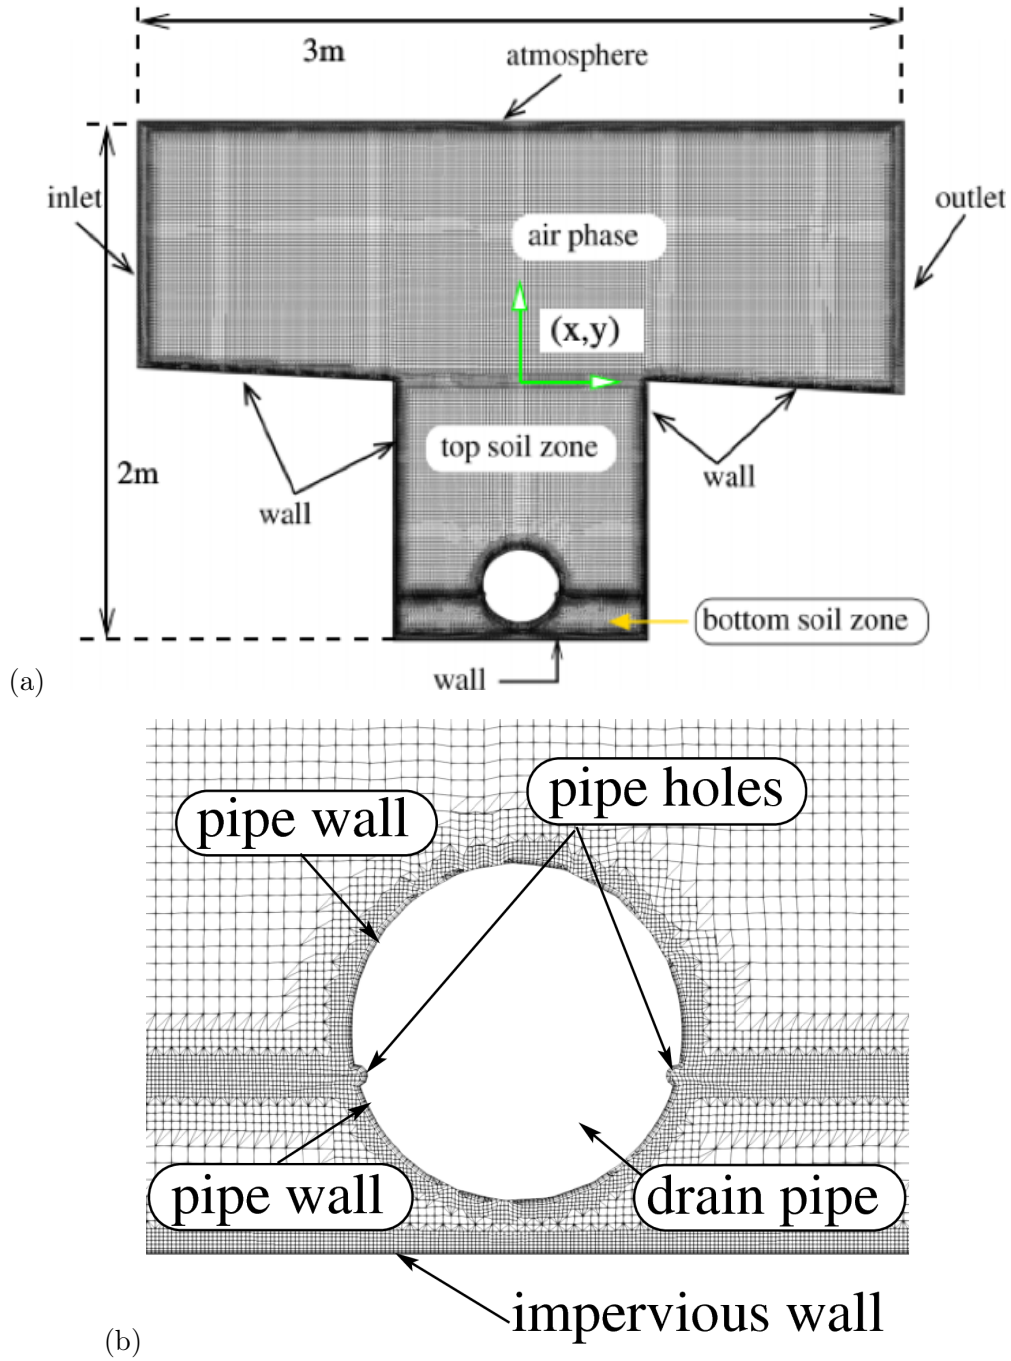 3m
atmosphere
inlet
outlet
air phase
(x,y)
top soil zone
2m
wall
wall
bottom soil zone
wall
(a)
pipe holes
pipe wall
pipe wall
drain pipe
impervious wall
(b)